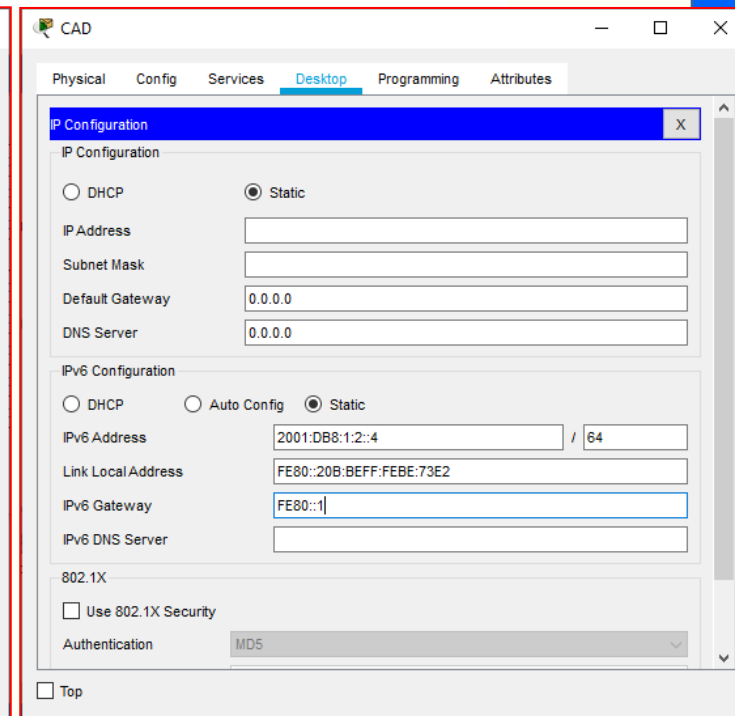 CAD
Physical Config Services Desktop Programming Attributes
IP Configuration X
IP Configuration
DHCP Static
IP Address
Subnet Mask
Default Gateway 0.0.0.0
DNS Server 0.0.0.0
IPv6 Configuration
DHCP Auto Config Static
IPv6 Address 2001:DB8:1:2::4 / 64
Link Local Address FE80::20B:BEFF:FEBE:73E2
IPv6 Gateway FE80::1
IPv6 DNS Server
802.1X
Use 802.1X Security
Authentication MD5
Top